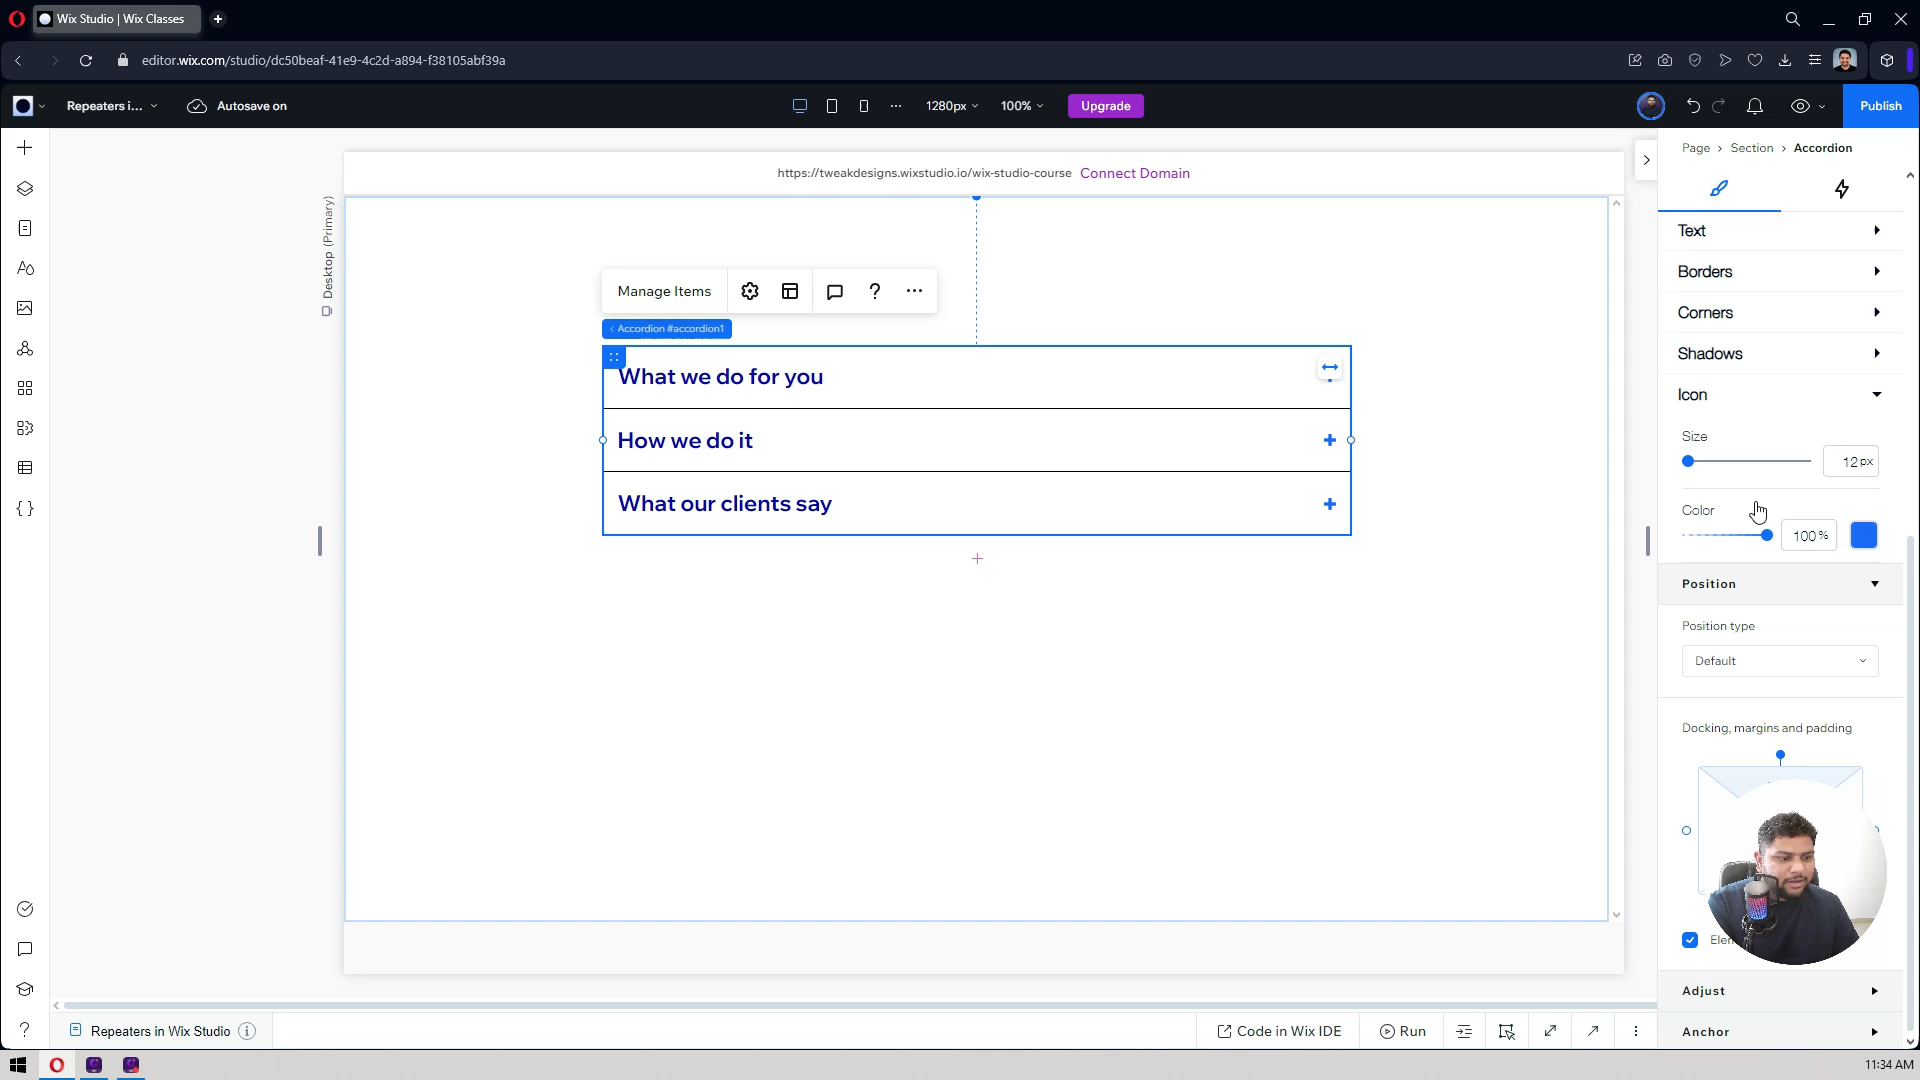 Wix Studio | Wix Classes
editor.wix.com/studio/dc50beaf-41e9-4c2d-a894-f38105abf39a
Repeaters i...
Autosave on
1280px
100%
Upgrade
Publish
https://tweakdesigns.wixstudio.io/wix-studio-course Connect Domain
Desktop (Primary)
Manage Items
Accordion #accordion1
What we do for you
How we do it
What our clients say
Page > Section > Accordion
Text
Borders
Corners
Shadows
Icon
Size
12px
Color
100%
Position
Position type
Default
Docking, margins and padding
Adjust
Anchor
Repeaters in Wix Studio
Code in Wix IDE
Run
11:34 AM